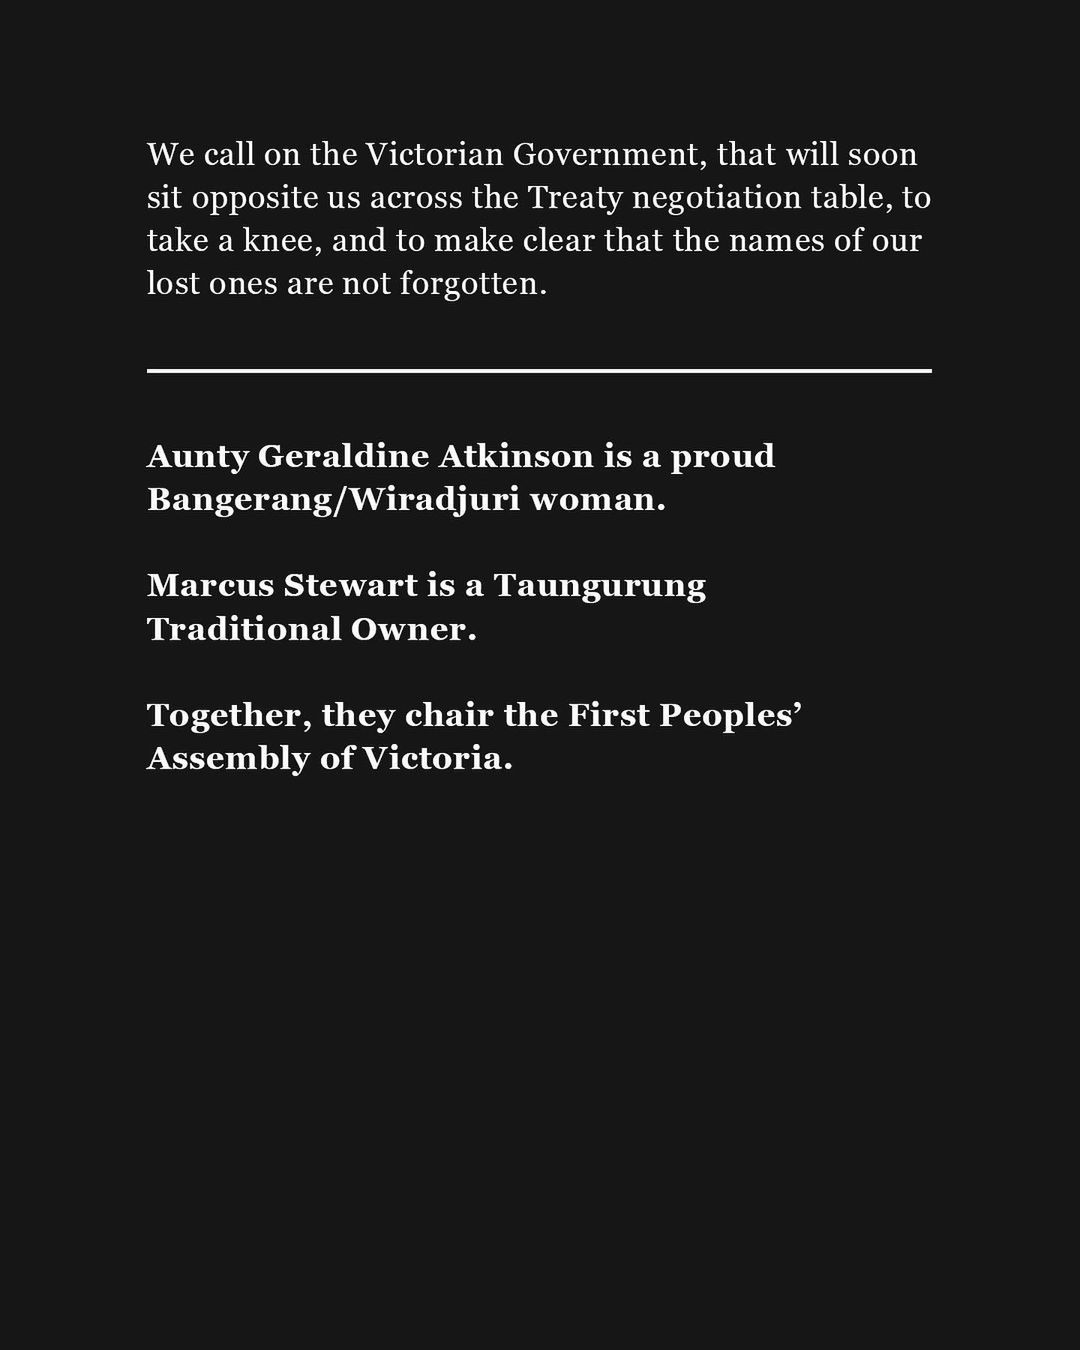 We call on the Victorian Government, that will soon
sit opposite us across the Treaty negotiation table, to
take a knee, and to make clear that the names of our
lost ones are not forgotten.
Aunty Geraldine Atkinson is a proud
Bangerang/Wiradjuri woman.
Marcus Stewart is a Taungurung
Traditional Owner.
Together, they chair the First Peoples’
Assembly of Victoria.